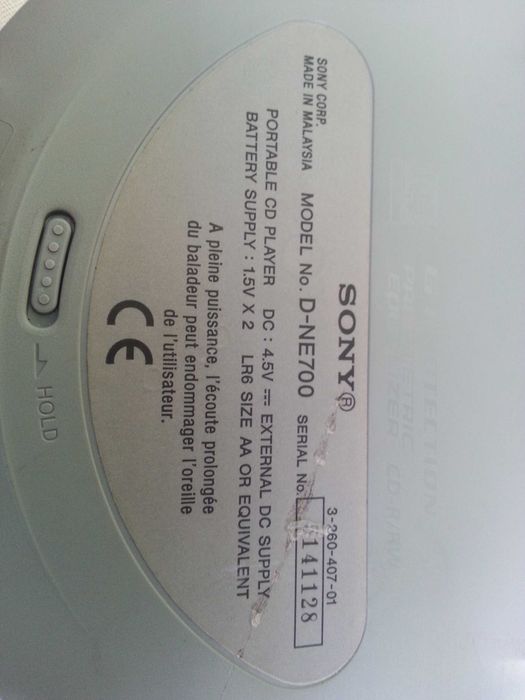 SONY®
3-260-407-01
SONY CORP.
MADE IN MALAYSIA MODEL No. D-NE700 SERIAL No. 141128
PORTABLE CD PLAYER DC : 4.5V ⎓ EXTERNAL DC SUPPLY
BATTERY SUPPLY : 1.5V X 2 LR6 SIZE AA OR EQUIVALENT
A pleine puissance, l'écoute prolongée
du baladeur peut endommager l'oreille
de l'utilisateur.
CE
HOLD